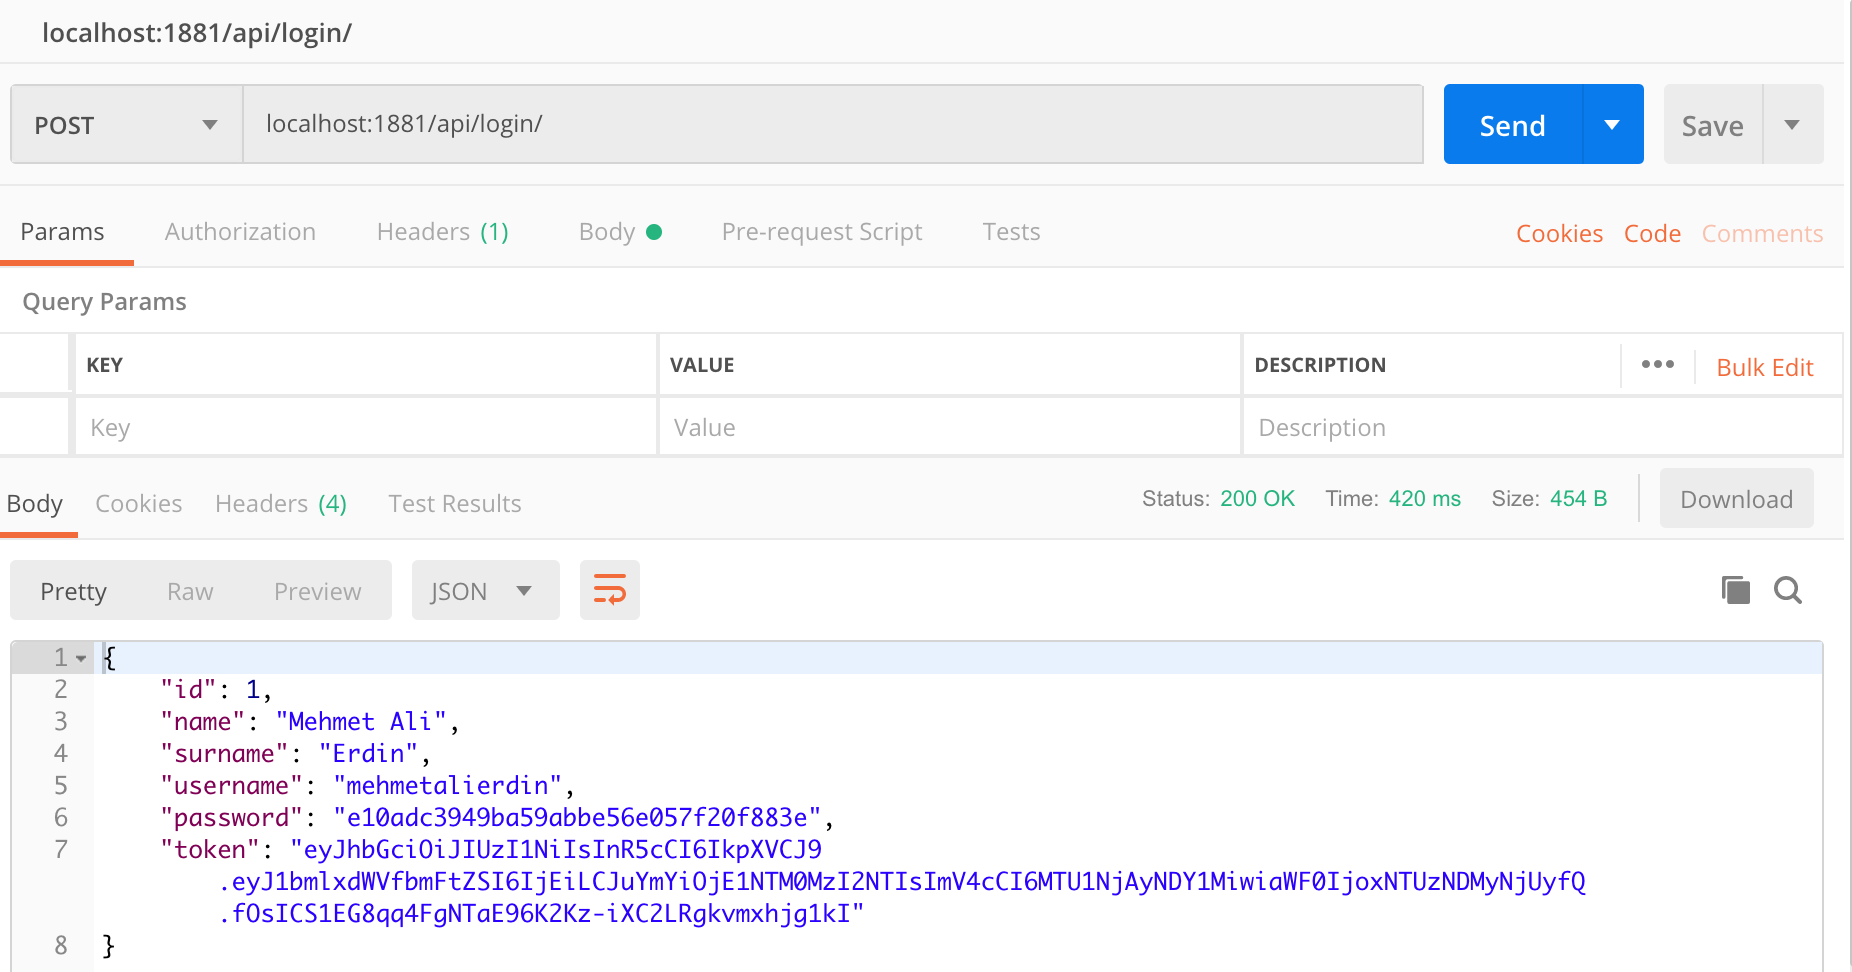 localhost:1881/api/login/
POST localhost:1881/api/login/ Send Save
Params Authorization Headers (1) Body Pre-request Script Tests Cookies Code Comments
Query Params
KEY VALUE DESCRIPTION ••• Bulk Edit
Key Value Description
Body Cookies Headers (4) Test Results Status: 200 OK Time: 420 ms Size: 454 B Download
Pretty Raw Preview JSON
1 {
2 "id": 1,
3 "name": "Mehmet Ali",
4 "surname": "Erdin",
5 "username": "mehmetalierdin",
6 "password": "e10adc3949ba59abbe56e057f20f883e",
7 "token": "eyJhbGciOiJIUzI1NiIsInR5cCI6IkpXVCJ9
.eyJ1bmlxdWVfbmFtZSI6IjEiLCJuYmYiOjE1NTM0MzI2NTIsImV4cCI6MTU1NjAyNDY1MiwiaWF0IjoxNTUzNDMyNjUyfQ
.fOsICS1EG8qq4FgNTaE96K2Kz-iXC2LRgkvmxhjg1kI"
8 }